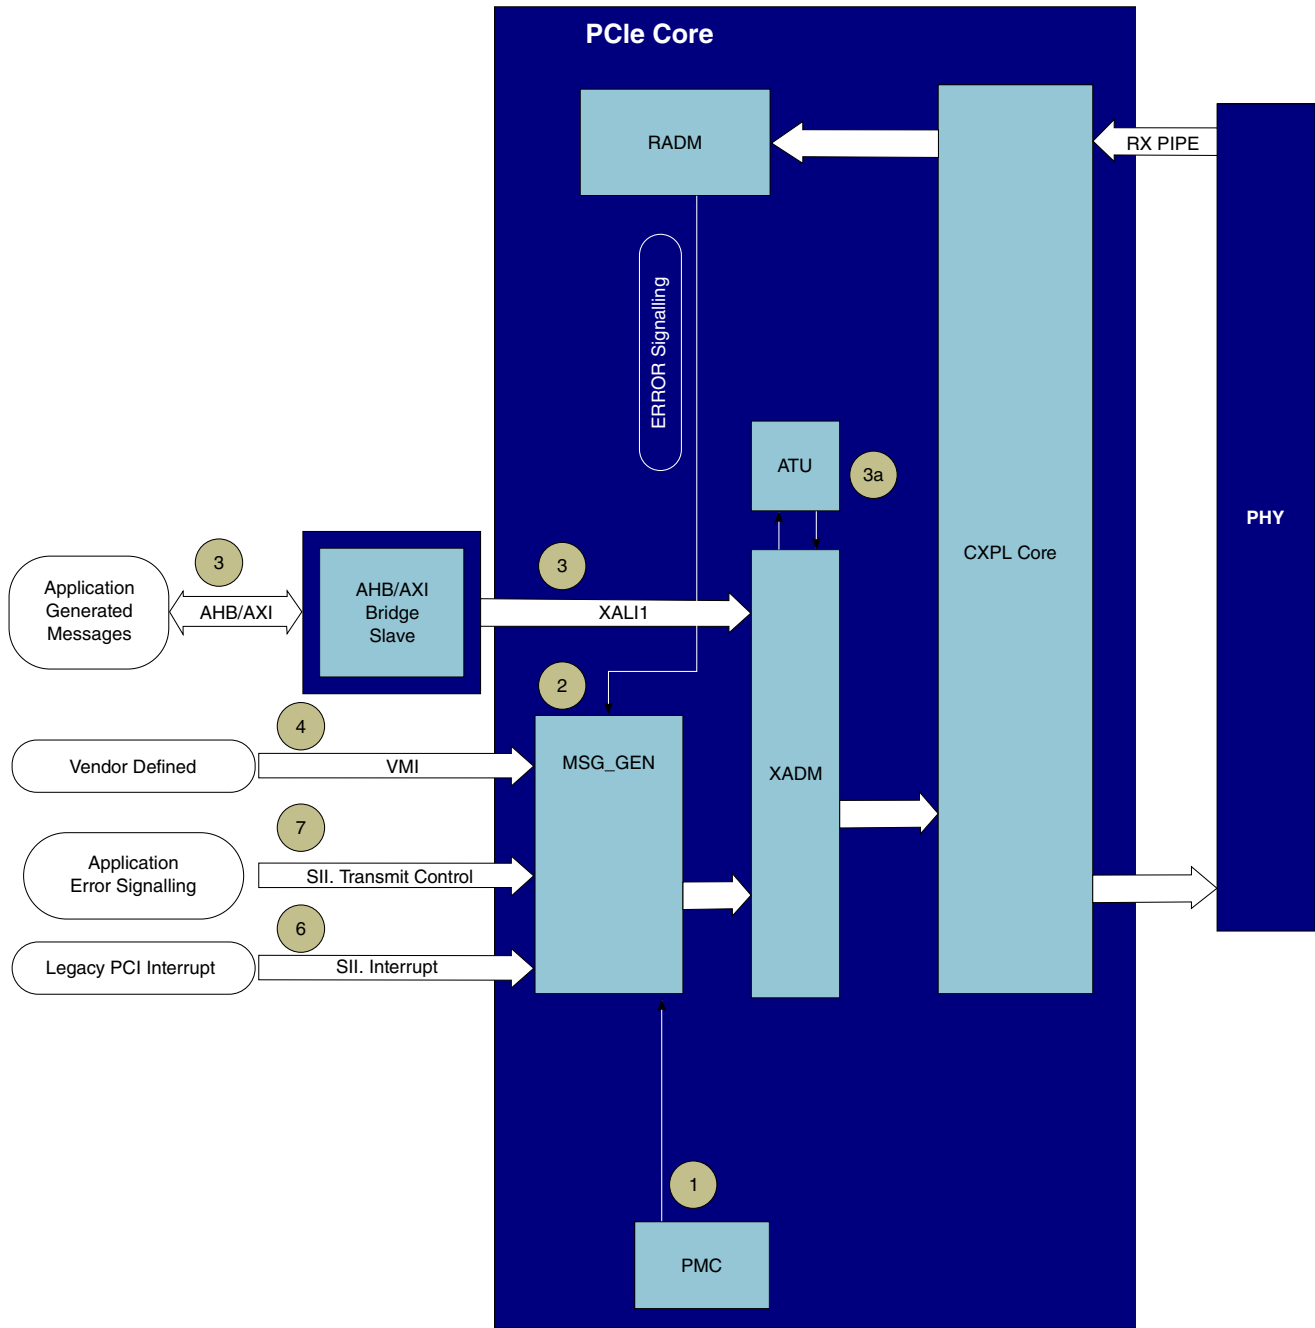 PCIe Core
RADM
RX PIPE
ERROR Signalling
ATU
3a
PHY
CXPL Core
3
3
Application
Generated
Messages
AHB/AXI
AHB/AXI
Bridge
Slave
XALI1
2
4
Vendor Defined
VMI
MSG_GEN
XADM
7
Application
Error Signalling
SII. Transmit Control
6
Legacy PCI Interrupt
SII. Interrupt
1
PMC